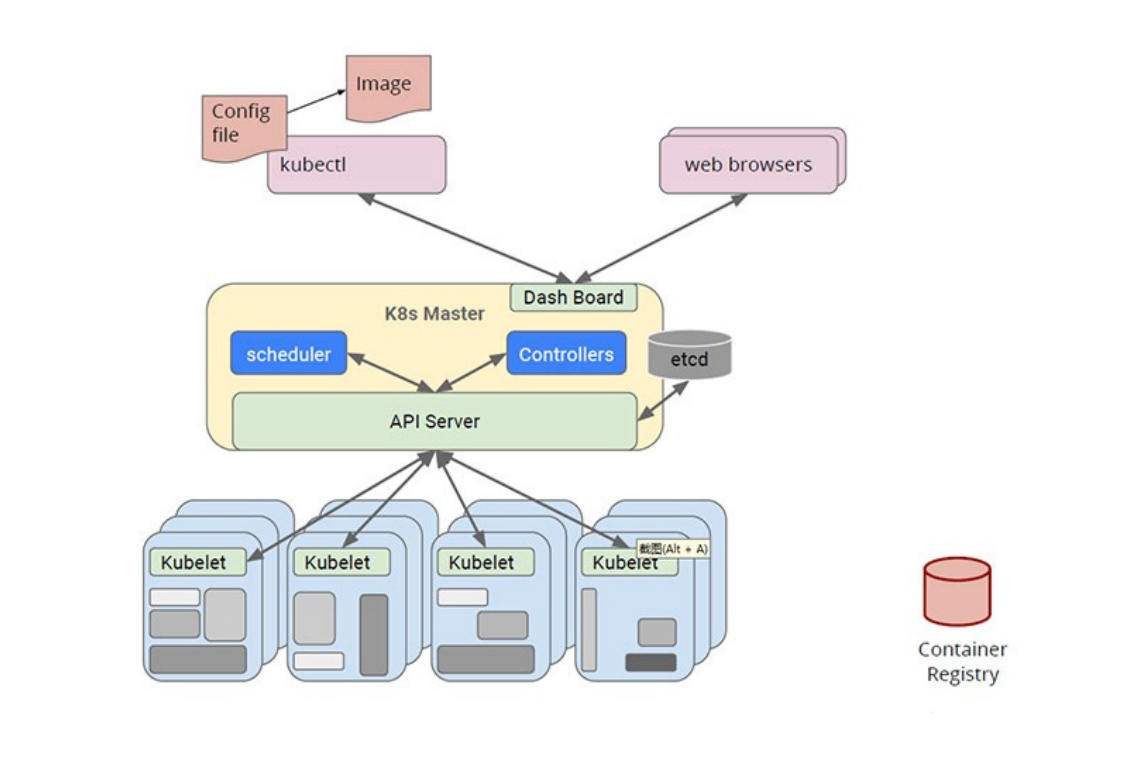 Image
Config
file
kubectl
web browsers
Dash Board
K8s Master
scheduler
Controllers
etcd
API Server
截图(Alt + A)
Kubelet
Kubelet
Kubelet
Kubelet
Container
Registry